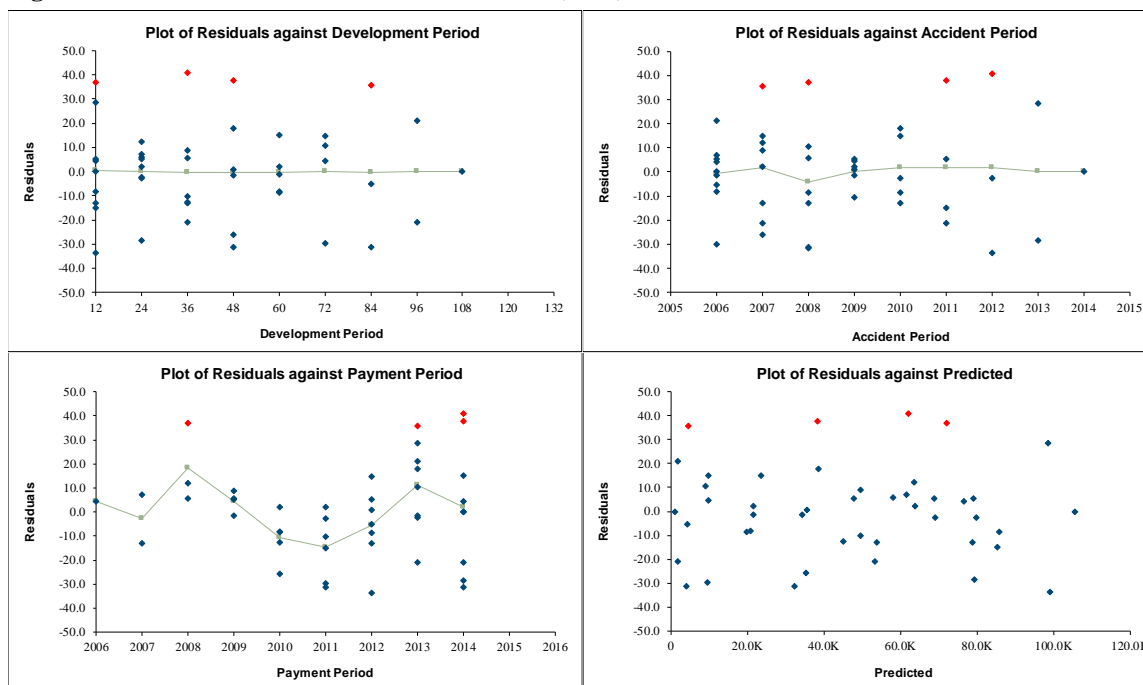 Plot of Residuals against Development Period
50.0
40.0
30.0
20.0
10.0
0.0
-10.0
-20.0
-30.0
-40.0
-50.0
12 24 36 48 60 72 84 96 108 120 132
Residuals
Development Period
Plot of Residuals against Accident Period
50.0
40.0
30.0
20.0
10.0
0.0
-10.0
-20.0
-30.0
-40.0
-50.0
2005 2006 2007 2008 2009 2010 2011 2012 2013 2014 2015
Residuals
Accident Period
Plot of Residuals against Payment Period
50.0
40.0
30.0
20.0
10.0
0.0
-10.0
-20.0
-30.0
-40.0
-50.0
2006 2007 2008 2009 2010 2011 2012 2013 2014 2015 2016
Residuals
Payment Period
Plot of Residuals against Predicted
50.0
40.0
30.0
20.0
10.0
0.0
-10.0
-20.0
-30.0
-40.0
-50.0
0 20.0K 40.0K 60.0K 80.0K 100.0K
Residuals
Predicted